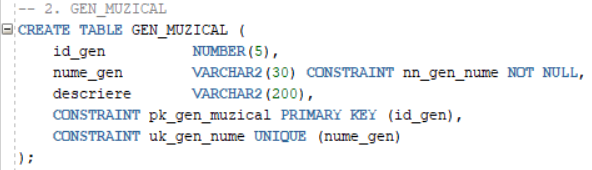 -- 2. GEN_MUZICAL
CREATE TABLE GEN_MUZICAL (
    id_gen          NUMBER(5),
    nume_gen        VARCHAR2(30) CONSTRAINT nn_gen_nume NOT NULL,
    descriere       VARCHAR2(200),
    CONSTRAINT pk_gen_muzical PRIMARY KEY (id_gen),
    CONSTRAINT uk_gen_nume UNIQUE (nume_gen)
);